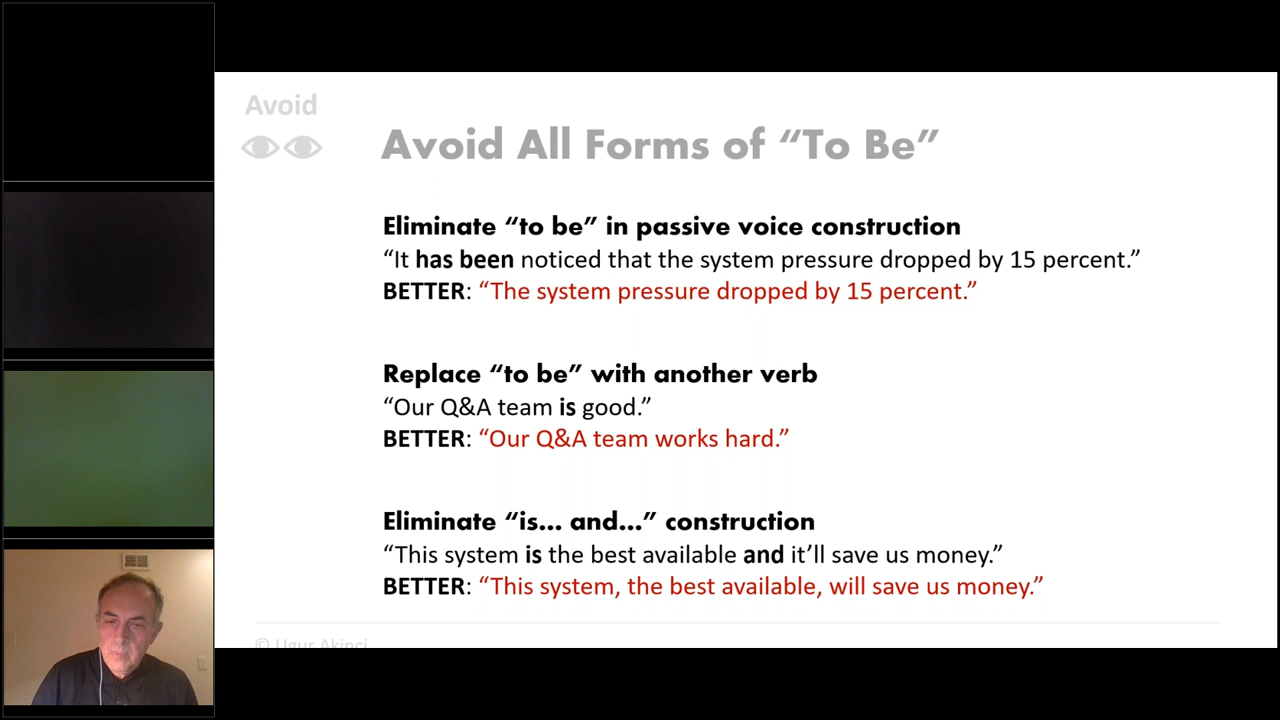 Avoid
Avoid All Forms of “To Be”
Eliminate “to be” in passive voice construction
“It has been noticed that the system pressure dropped by 15 percent.”
BETTER: “The system pressure dropped by 15 percent.”
Replace “to be” with another verb
“Our Q&A team is good.”
BETTER: “Our Q&A team works hard.”
Eliminate “is... and...” construction
“This system is the best available and it’ll save us money.”
BETTER: “This system, the best available, will save us money.”
© Ugur Akinci